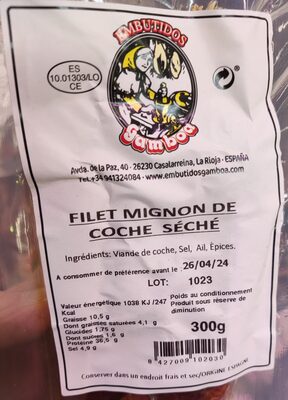 EMBUTIDOS
gamboa
ES
10.01303/LO
CE
Avda. de la Paz, 40 · 26230 Casalarreina, La Rioja · ESPAÑA
Tel.+34 941324084 · www.embutidosgamboa.com
FILET MIGNON DE
COCHE SÉCHÉ
Ingrédients: Viande de coche, Sel, Ail, Épices.
A consommer de préférence avant le 26/04/24
LOT: 1023
Valeur énergétique 1038 KJ /247
Kcal
Graisse 10,5 g
Dont graisses saturées 4,1 g
Glucides 1,75 g
Dont sucres 1,6 g
Protéine 36,5 g
Sel 4,9 g
Poids au conditionnement
Produit sous réserve de
diminution
300g
8 427009 102030
Conserver dans un endroit frais et sec/ORIGINE ESPAGNE